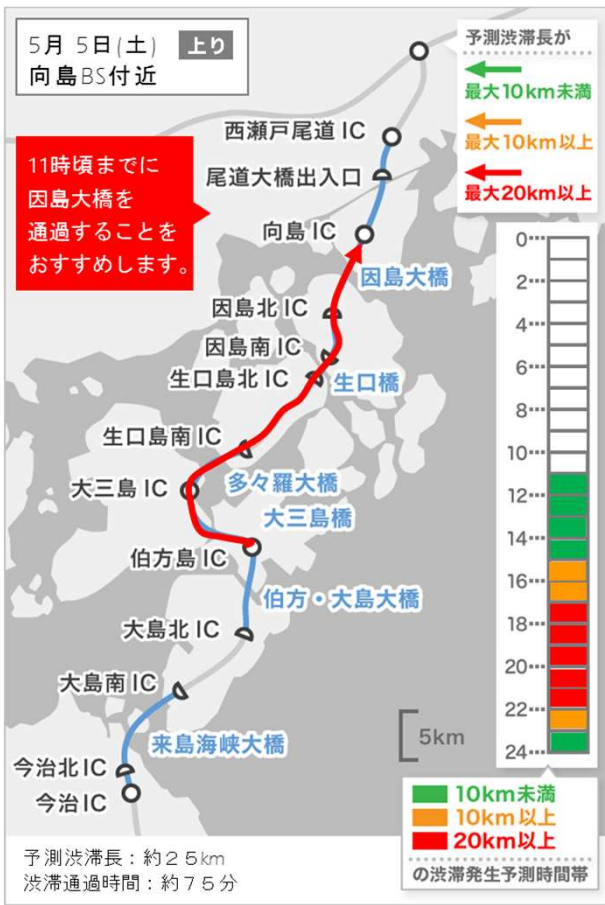 5月 5日(土) 上り
向島BS付近
予測渋滞長が
最大10km未満
最大10km以上
最大20km以上
11時頃までに
因島大橋を
通過することを
おすすめします。
西瀬戸尾道 IC
尾道大橋出入口
向島 IC
因島大橋
因島北 IC
因島南 IC
生口島北 IC
生口橋
生口島南 IC
大三島 IC
多々羅大橋
大三島橋
伯方島 IC
伯方・大島大橋
大島北 IC
大島南 IC
来島海峡大橋
今治北 IC
今治 IC
5km
0
2
4
6
8
10
12
14
16
18
20
22
24
10km未満
10km以上
20km以上
の渋滞発生予測時間帯
予測渋滞長：約25km
渋滞通過時間：約75分